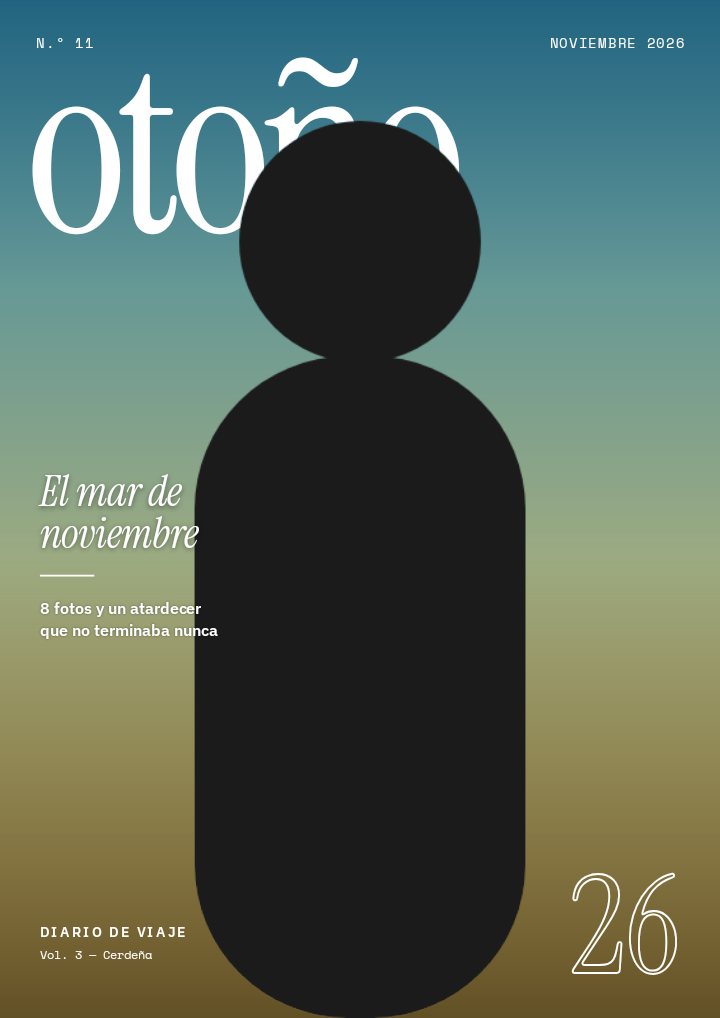 N.º 11
NOVIEMBRE 2026
otoño
El mar de
noviembre
8 fotos y un atardecer
que no terminaba nunca
DIARIO DE VIAJE
Vol. 3 — Cerdeña
26